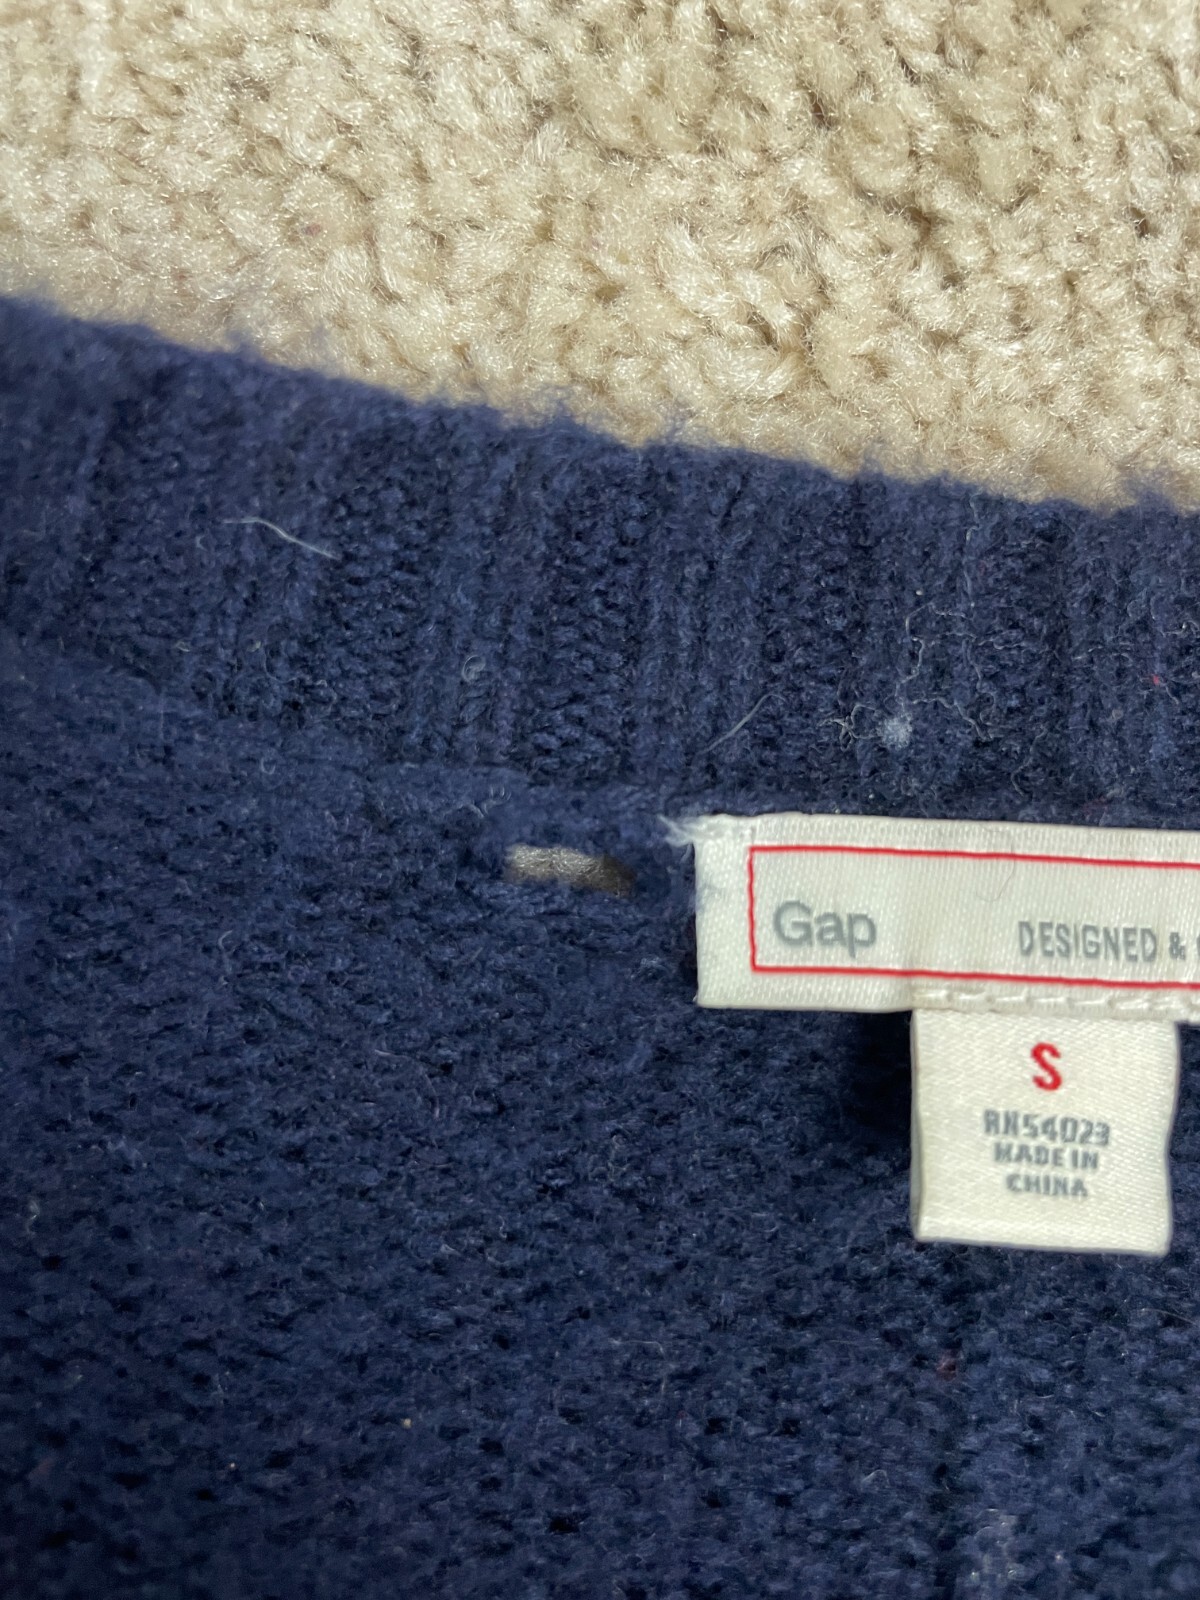 Gap DESIGNED &
S
RN54023
MADE IN
CHINA